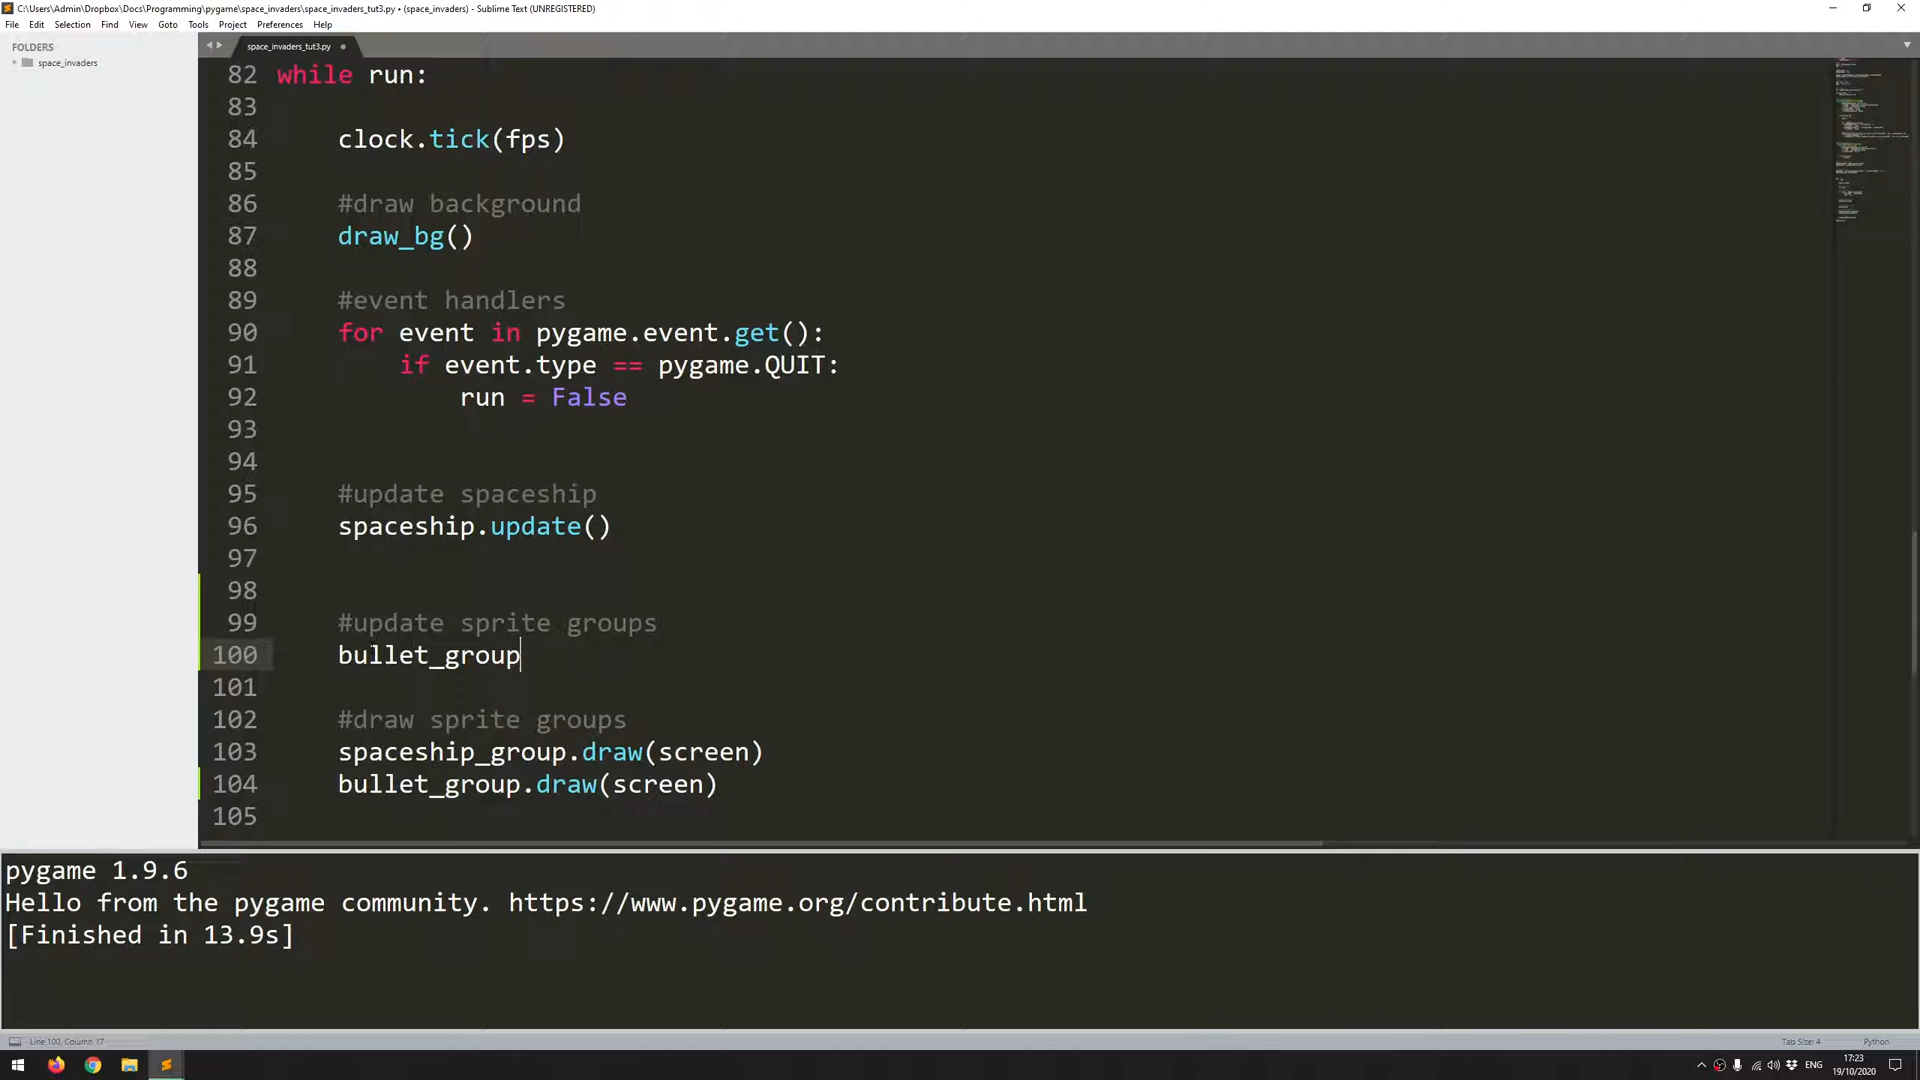 C:\Users\Admin\Dropbox\Docs\Programming\pygame\space_invaders\space_invaders_tut3.py • (space_invaders) - Sublime Text (UNREGISTERED)
File Edit Selection Find View Goto Tools Project Preferences Help
FOLDERS
space_invaders
space_invaders_tut3.py
82 while run:
83
84 clock.tick(fps)
85
86 #draw background
87 draw_bg()
88
89 #event handlers
90 for event in pygame.event.get():
91 if event.type == pygame.QUIT:
92 run = False
93
94
95 #update spaceship
96 spaceship.update()
97
98
99 #update sprite groups
100 bullet_group
101
102 #draw sprite groups
103 spaceship_group.draw(screen)
104 bullet_group.draw(screen)
105
pygame 1.9.6
Hello from the pygame community. https://www.pygame.org/contribute.html
[Finished in 13.9s]
Line 100, Column 17
Tab Size: 4 Python
ENG
17:23
19/10/2020